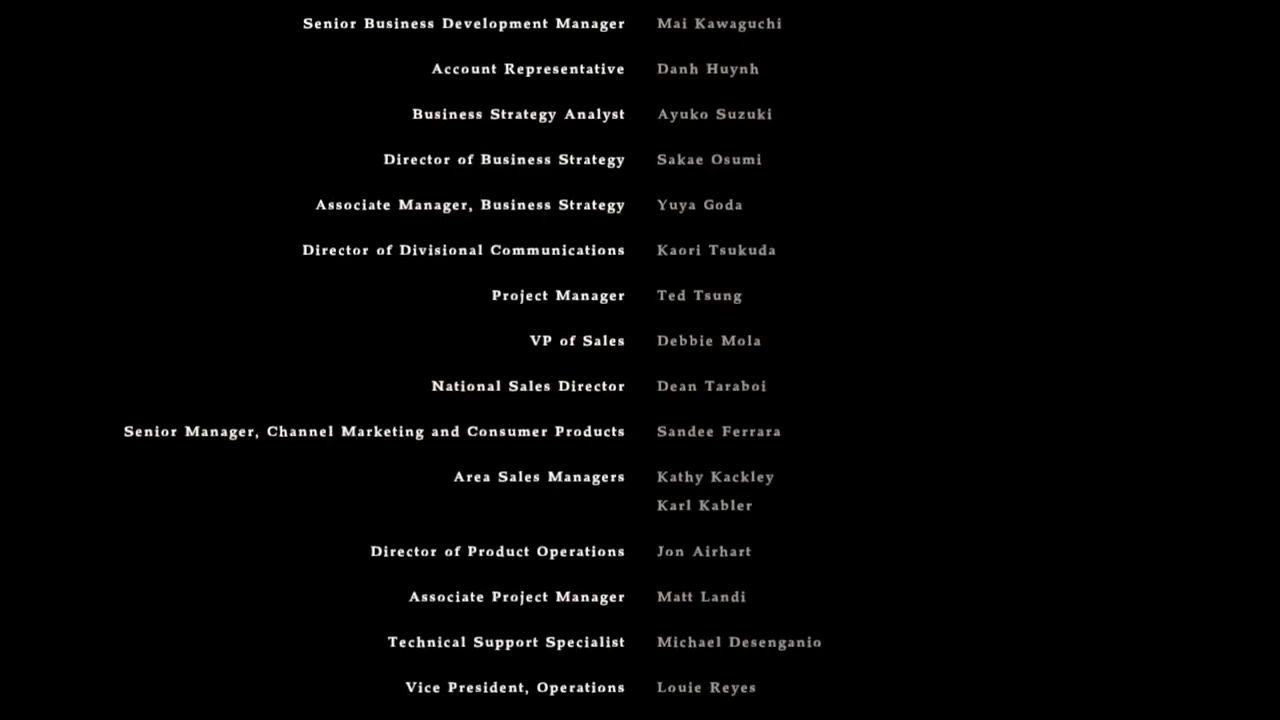 Senior Business Development Manager Mai Kawaguchi
Account Representative Danh Huynh
Business Strategy Analyst Ayuko Suzuki
Director of Business Strategy Sakae Osumi
Associate Manager, Business Strategy Yuya Goda
Director of Divisional Communications Kaori Tsukuda
Project Manager Ted Tsung
VP of Sales Debbie Mola
National Sales Director Dean Taraboi
Senior Manager, Channel Marketing and Consumer Products Sandee Ferrara
Area Sales Managers Kathy Kackley
Karl Kabler
Director of Product Operations Jon Airhart
Associate Project Manager Matt Landi
Technical Support Specialist Michael Desenganio
Vice President, Operations Louie Reyes